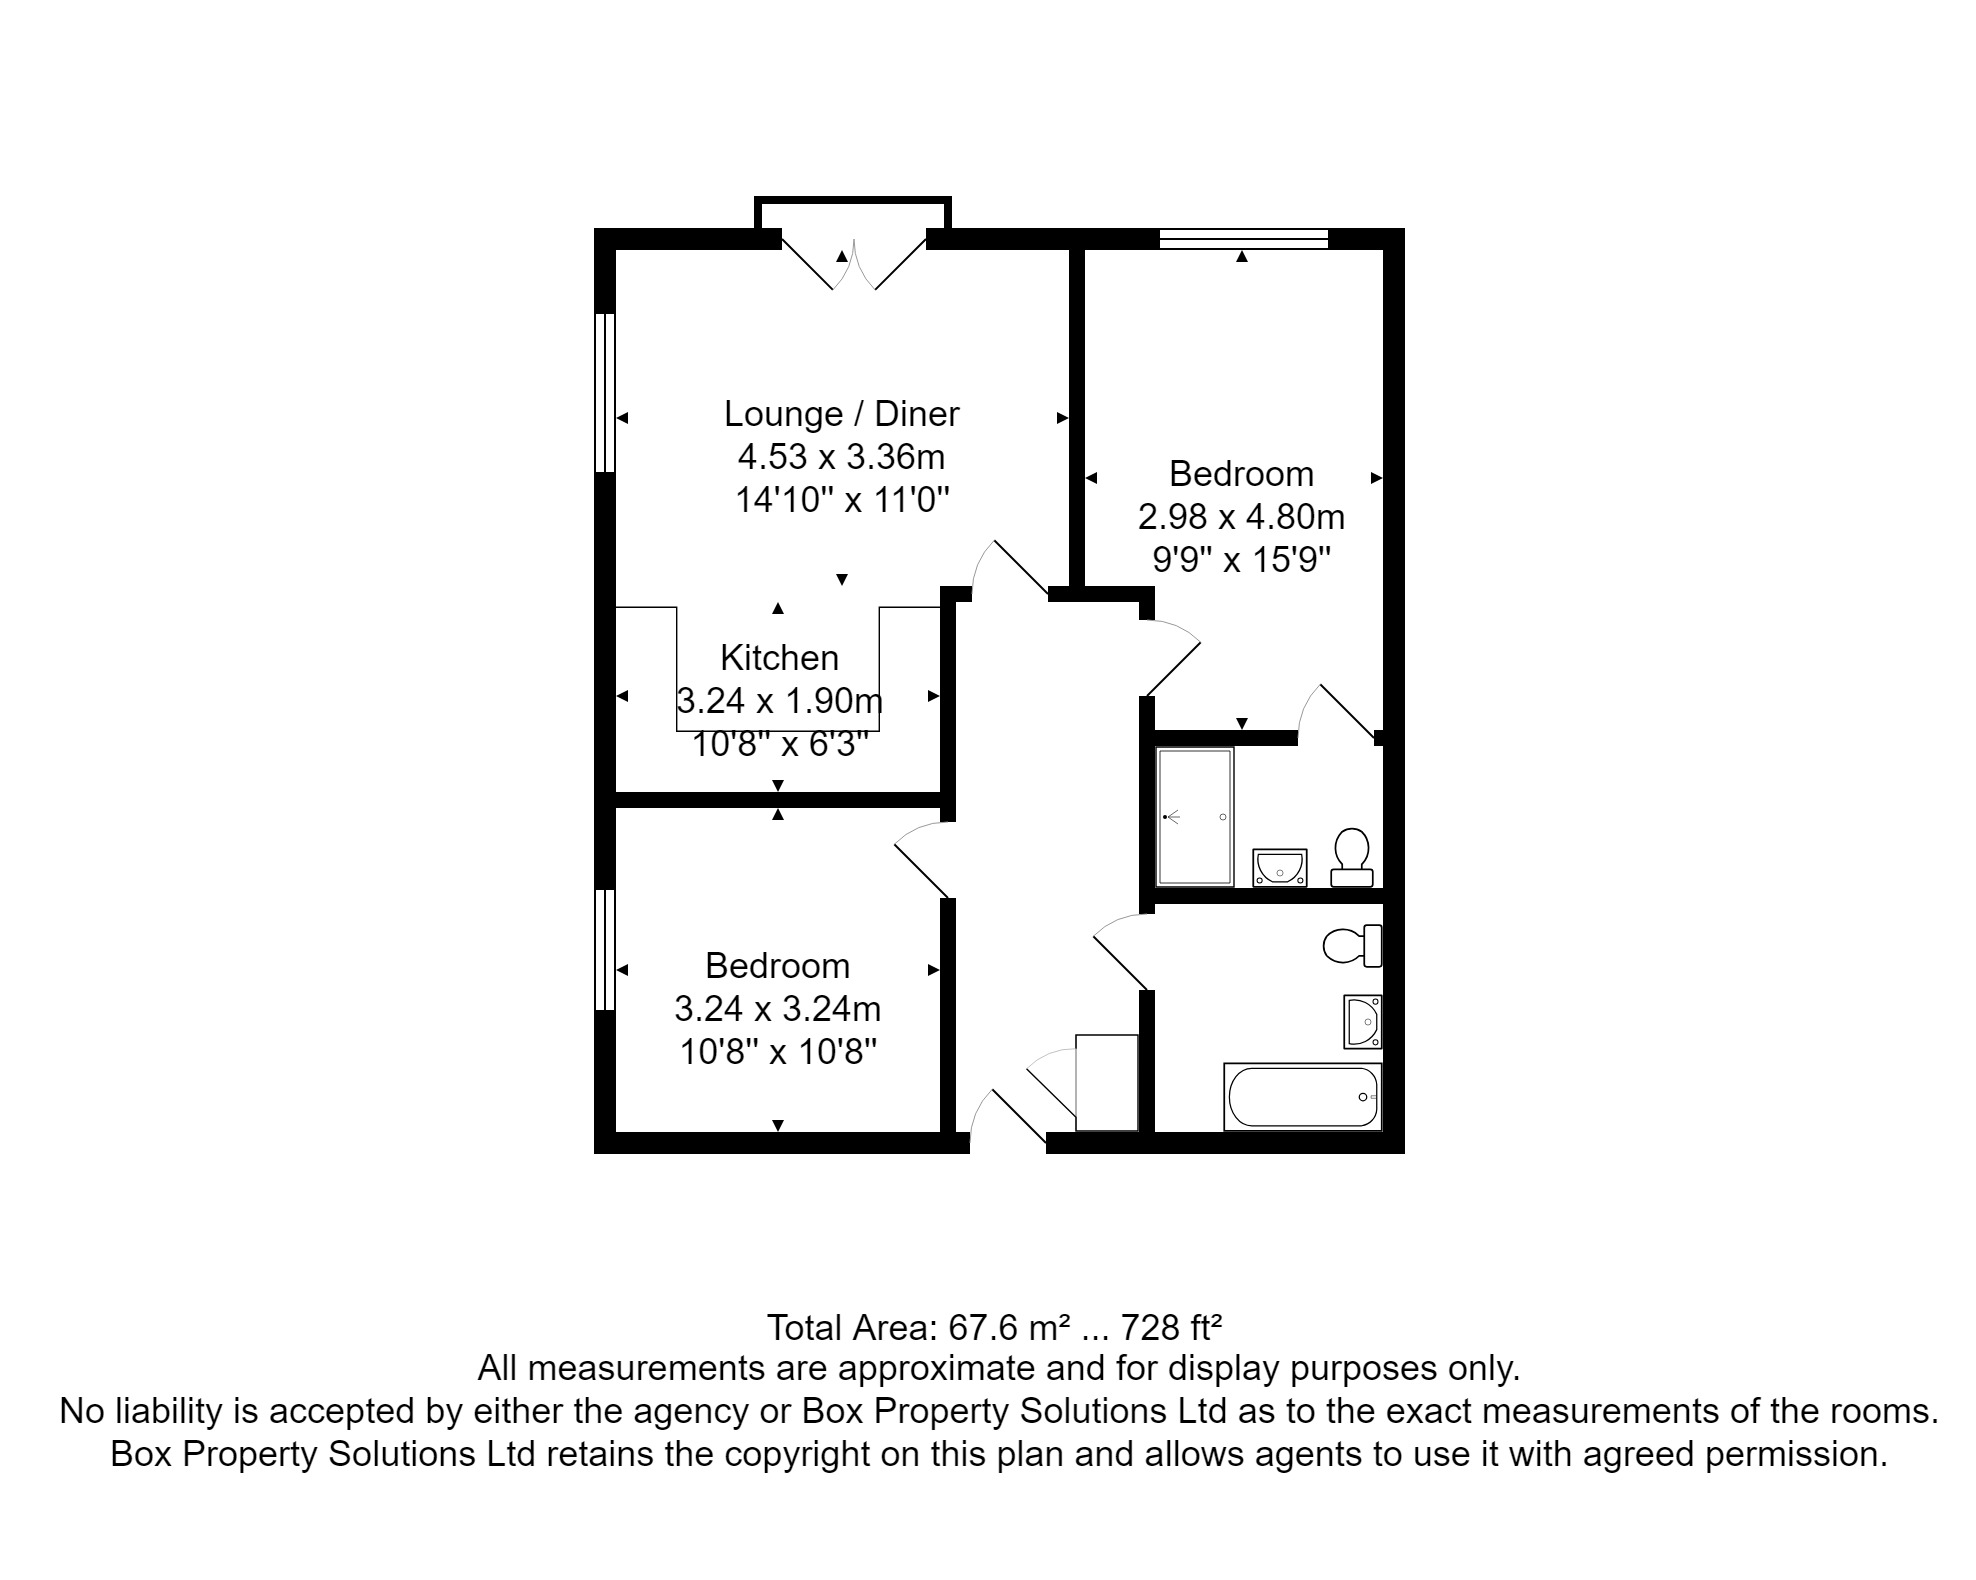 Lounge / Diner
4.53 x 3.36m
14'10" x 11'0"
Bedroom
2.98 x 4.80m
9'9" x 15'9"
Kitchen
3.24 x 1.90m
10'8" x 6'3"
Bedroom
3.24 x 3.24m
10'8" x 10'8"
Total Area: 67.6 m² ... 728 ft²
All measurements are approximate and for display purposes only.
No liability is accepted by either the agency or Box Property Solutions Ltd as to the exact measurements of the rooms.
Box Property Solutions Ltd retains the copyright on this plan and allows agents to use it with agreed permission.